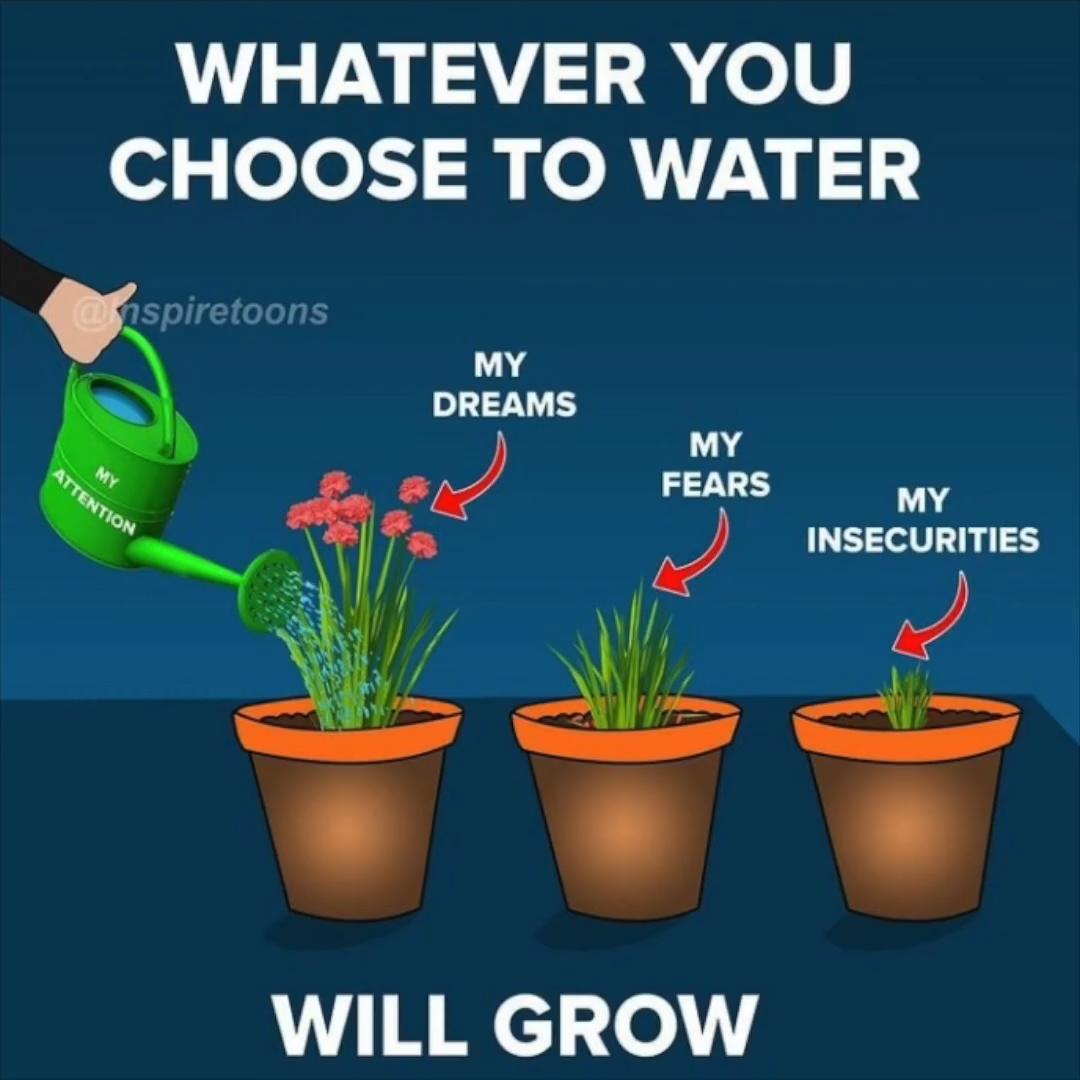 WHATEVER YOU
CHOOSE TO WATER
@Inspiretoons
MY
DREAMS
MY
FEARS
MY
INSECURITIES
MY
ATTENTION
WILL GROW